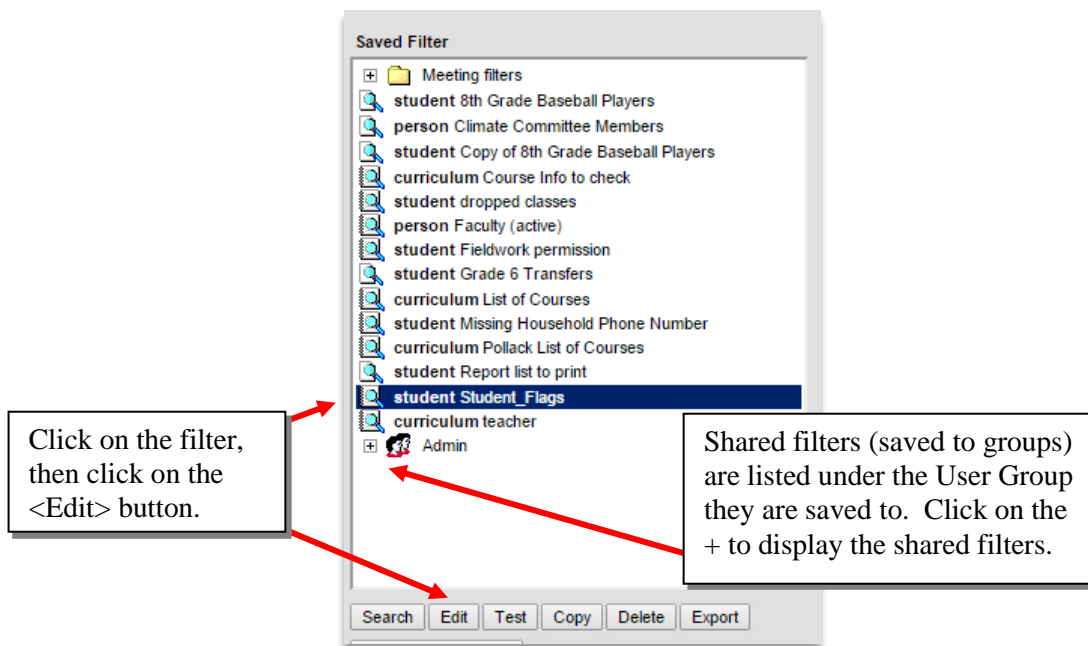 Saved Filter
Meeting filters
student 8th Grade Baseball Players
person Climate Committee Members
student Copy of 8th Grade Baseball Players
curriculum Course Info to check
student dropped classes
person Faculty (active)
student Fieldwork permission
student Grade 6 Transfers
curriculum List of Courses
student Missing Household Phone Number
curriculum Pollack List of Courses
student Report list to print
student Student_Flags
curriculum teacher
Admin
Click on the filter,
then click on the
<Edit> button.
Shared filters (saved to groups)
are listed under the User Group
they are saved to.  Click on the
+ to display the shared filters.
Search Edit Test Copy Delete Export